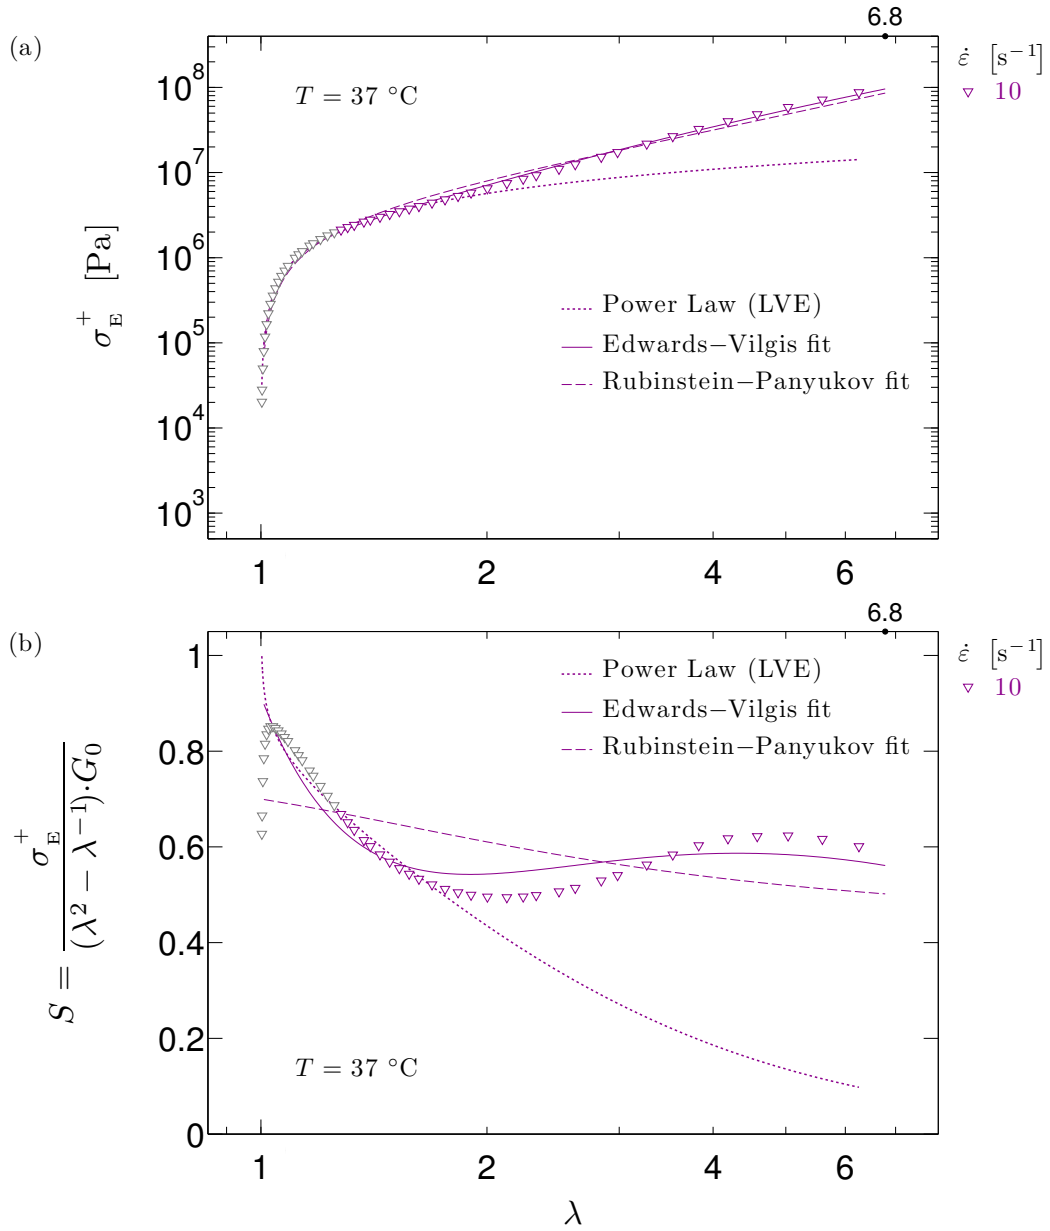 6.8
(a)
ε̇ [s⁻¹]
10⁸
T = 37 °C
10
10⁷
10⁶
σ_E⁺ [Pa]
Power Law (LVE)
10⁵
Edwards−Vilgis fit
Rubinstein−Panyukov fit
10⁴
10³
1 2 4 6
6.8
(b)
ε̇ [s⁻¹]
1
Power Law (LVE)
10
Edwards−Vilgis fit
0.8
Rubinstein−Panyukov fit
S = σ_E⁺ / (λ² − λ⁻¹)·G₀
0.6
0.4
0.2
T = 37 °C
0
1 2 4 6
λ